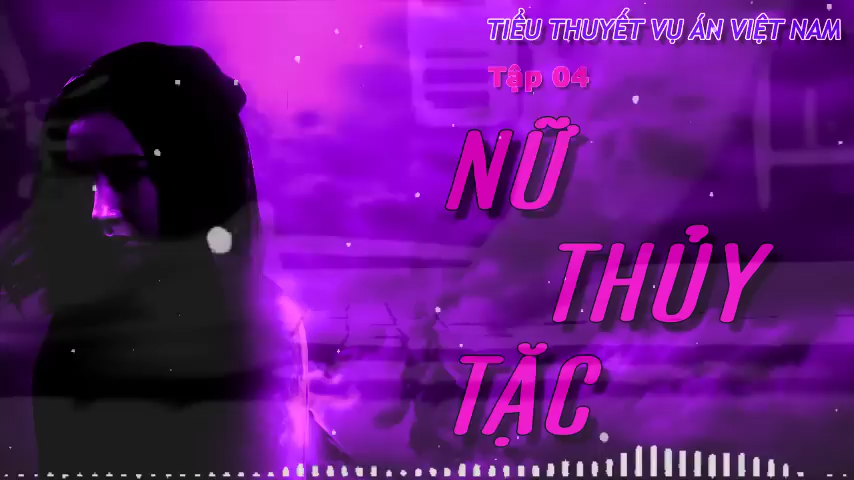 TIỂU THUYẾT VỤ ÁN VIỆT NAM
Tập 04
NỮ
THỦY
TẶC